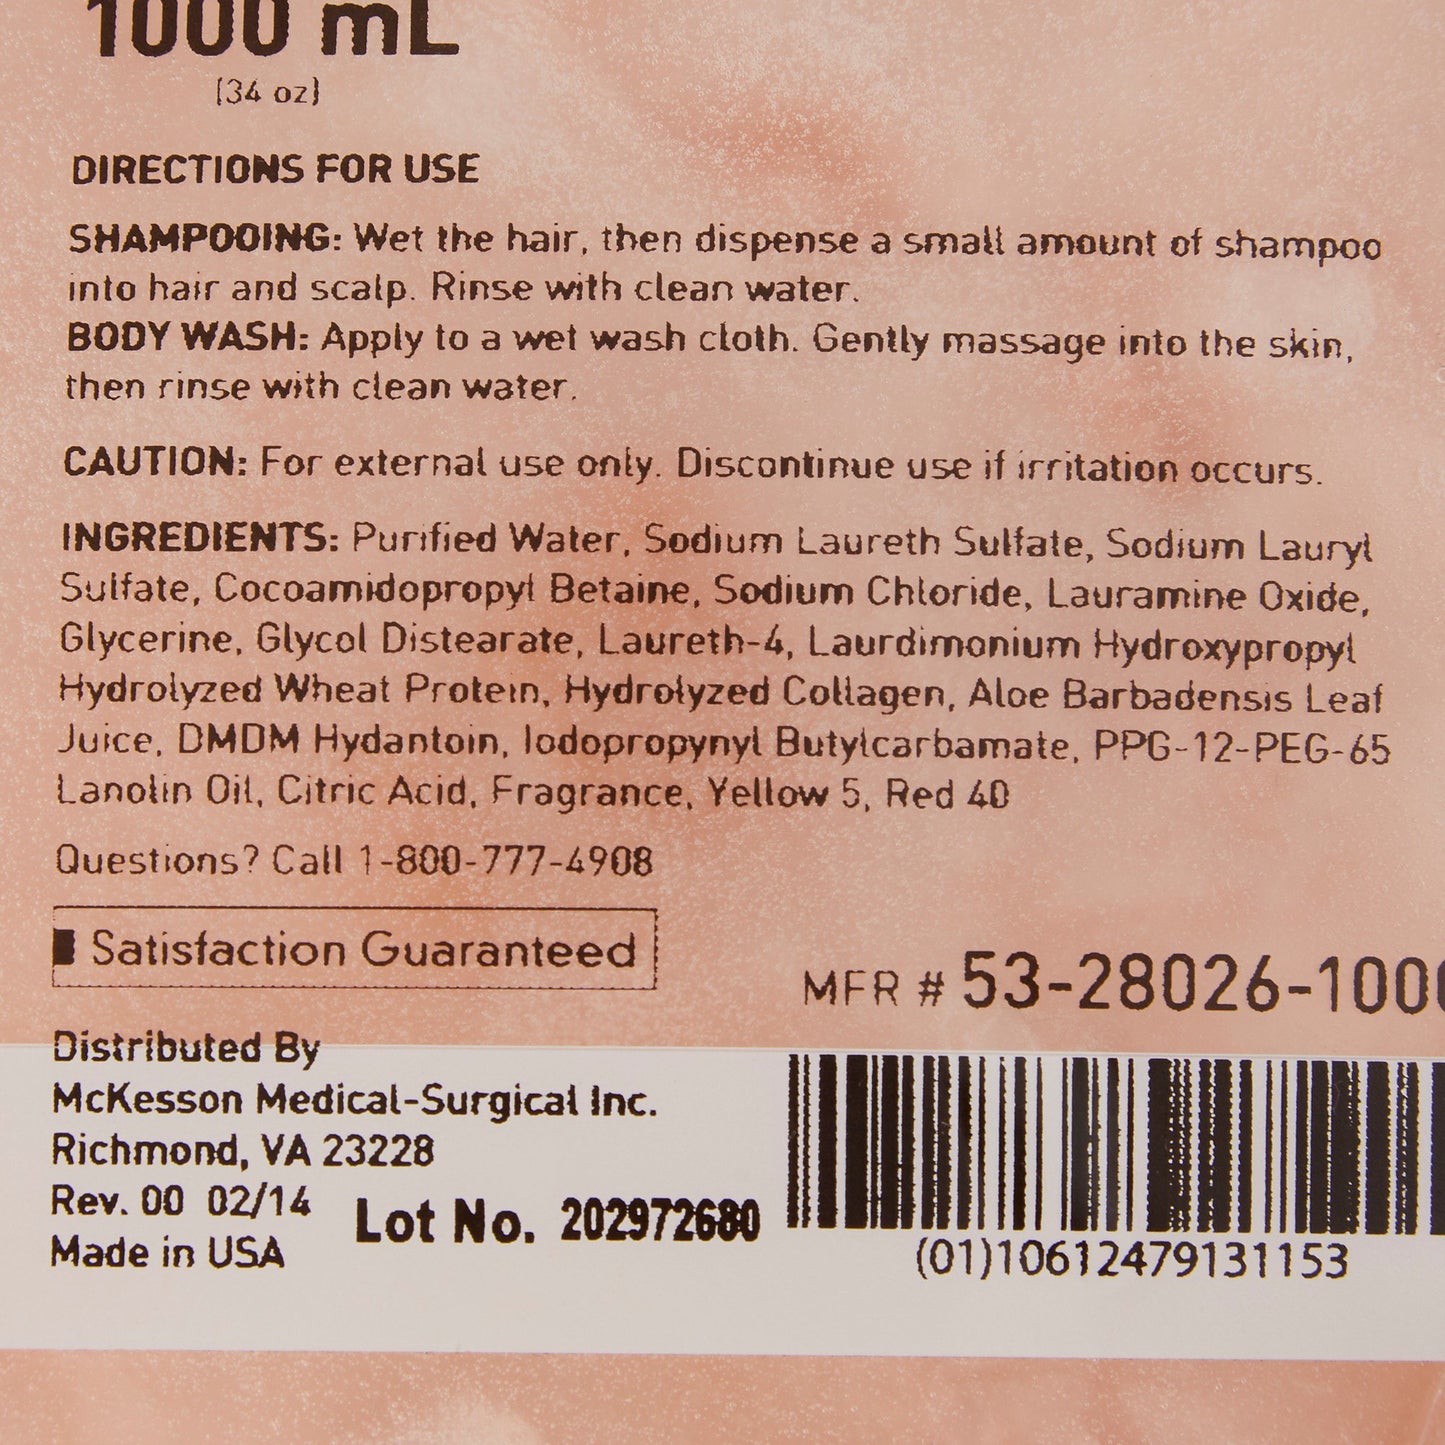 1000 mL
(34 oz)
DIRECTIONS FOR USE
SHAMPOOING: Wet the hair, then dispense a small amount of shampoo
into hair and scalp. Rinse with clean water.
BODY WASH: Apply to a wet wash cloth. Gently massage into the skin,
then rinse with clean water.
CAUTION: For external use only. Discontinue use if irritation occurs.
INGREDIENTS: Purified Water, Sodium Laureth Sulfate, Sodium Lauryl
Sulfate, Cocoamidopropyl Betaine, Sodium Chloride, Lauramine Oxide,
Glycerine, Glycol Distearate, Laureth-4, Laurdimonium Hydroxypropyl
Hydrolyzed Wheat Protein, Hydrolyzed Collagen, Aloe Barbadensis Leaf
Juice, DMDM Hydantoin, Iodopropynyl Butylcarbamate, PPG-12-PEG-65
Lanolin Oil, Citric Acid, Fragrance, Yellow 5, Red 40
Questions? Call 1-800-777-4908
Satisfaction Guaranteed
MFR # 53-28026-1000
Distributed By
McKesson Medical-Surgical Inc.
Richmond, VA 23228
Rev. 00 02/14
Made in USA
Lot No. 202972680
(01)10612479131153